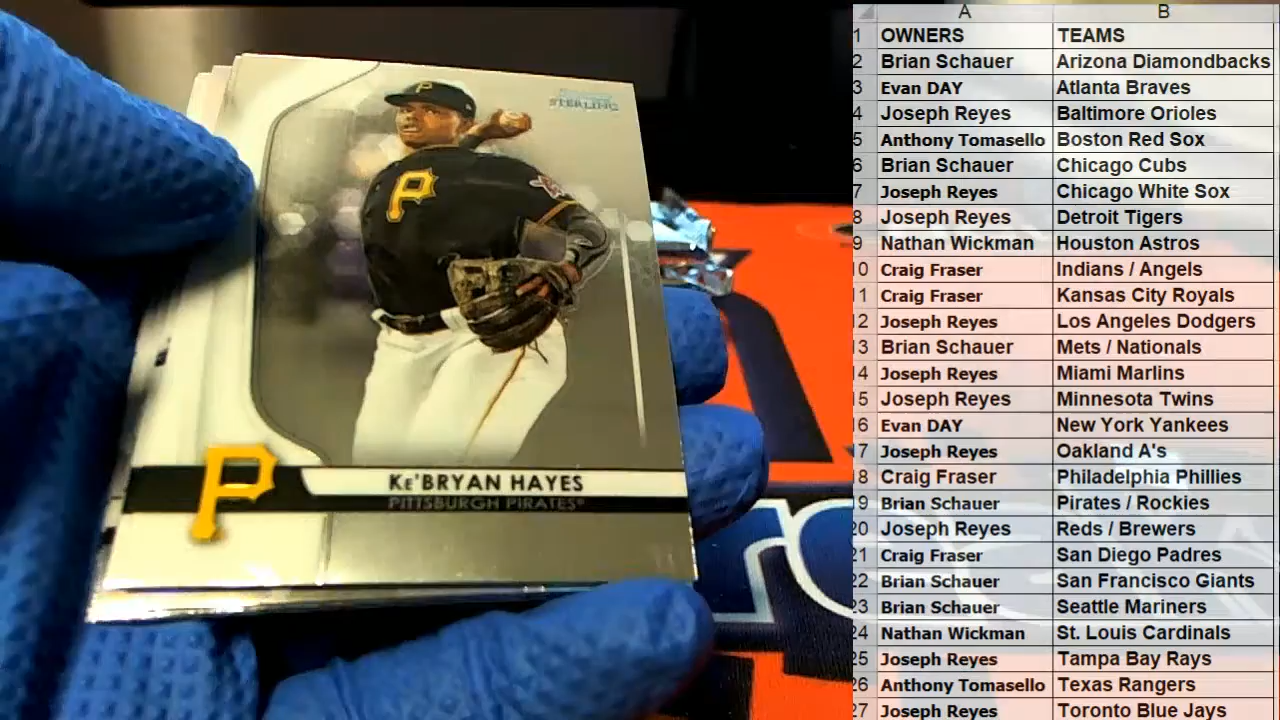 P
P
BOWMAN STERLING
P
KE'BRYAN HAYES
PITTSBURGH PIRATES
A B
1 OWNERS TEAMS
2 Brian Schauer Arizona Diamondbacks
3 Evan DAY Atlanta Braves
4 Joseph Reyes Baltimore Orioles
5 Anthony Tomasello Boston Red Sox
6 Brian Schauer Chicago Cubs
7 Joseph Reyes Chicago White Sox
8 Joseph Reyes Detroit Tigers
9 Nathan Wickman Houston Astros
10 Craig Fraser Indians / Angels
11 Craig Fraser Kansas City Royals
12 Joseph Reyes Los Angeles Dodgers
13 Brian Schauer Mets / Nationals
14 Joseph Reyes Miami Marlins
15 Joseph Reyes Minnesota Twins
16 Evan DAY New York Yankees
17 Joseph Reyes Oakland A's
18 Craig Fraser Philadelphia Phillies
19 Brian Schauer Pirates / Rockies
20 Joseph Reyes Reds / Brewers
21 Craig Fraser San Diego Padres
22 Brian Schauer San Francisco Giants
23 Brian Schauer Seattle Mariners
24 Nathan Wickman St. Louis Cardinals
25 Joseph Reyes Tampa Bay Rays
26 Anthony Tomasello Texas Rangers
27 Joseph Reyes Toronto Blue Jays